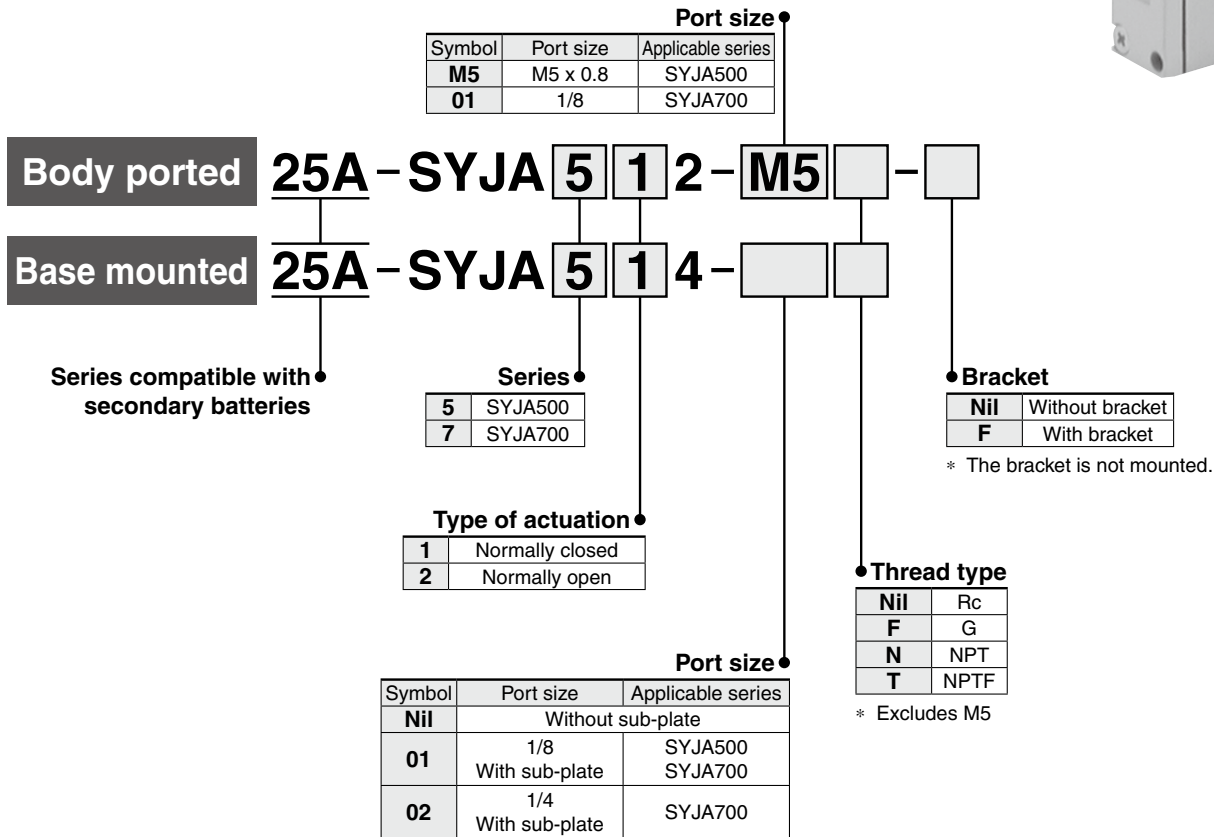 Port size
Symbol Port size Applicable series
M5 M5 x 0.8 SYJA500
01 1/8 SYJA700
Body ported 25A-SYJA 5 1 2-M5 -
Base mounted 25A-SYJA 5 1 4-
Series compatible with
secondary batteries
Series
5 SYJA500
7 SYJA700
Bracket
Nil Without bracket
F With bracket
* The bracket is not mounted.
Type of actuation
1 Normally closed
2 Normally open
Thread type
Nil Rc
F G
N NPT
T NPTF
* Excludes M5
Port size
Symbol Port size Applicable series
Nil Without sub-plate
01 1/8 SYJA500
With sub-plate SYJA700
02 1/4 SYJA700
With sub-plate